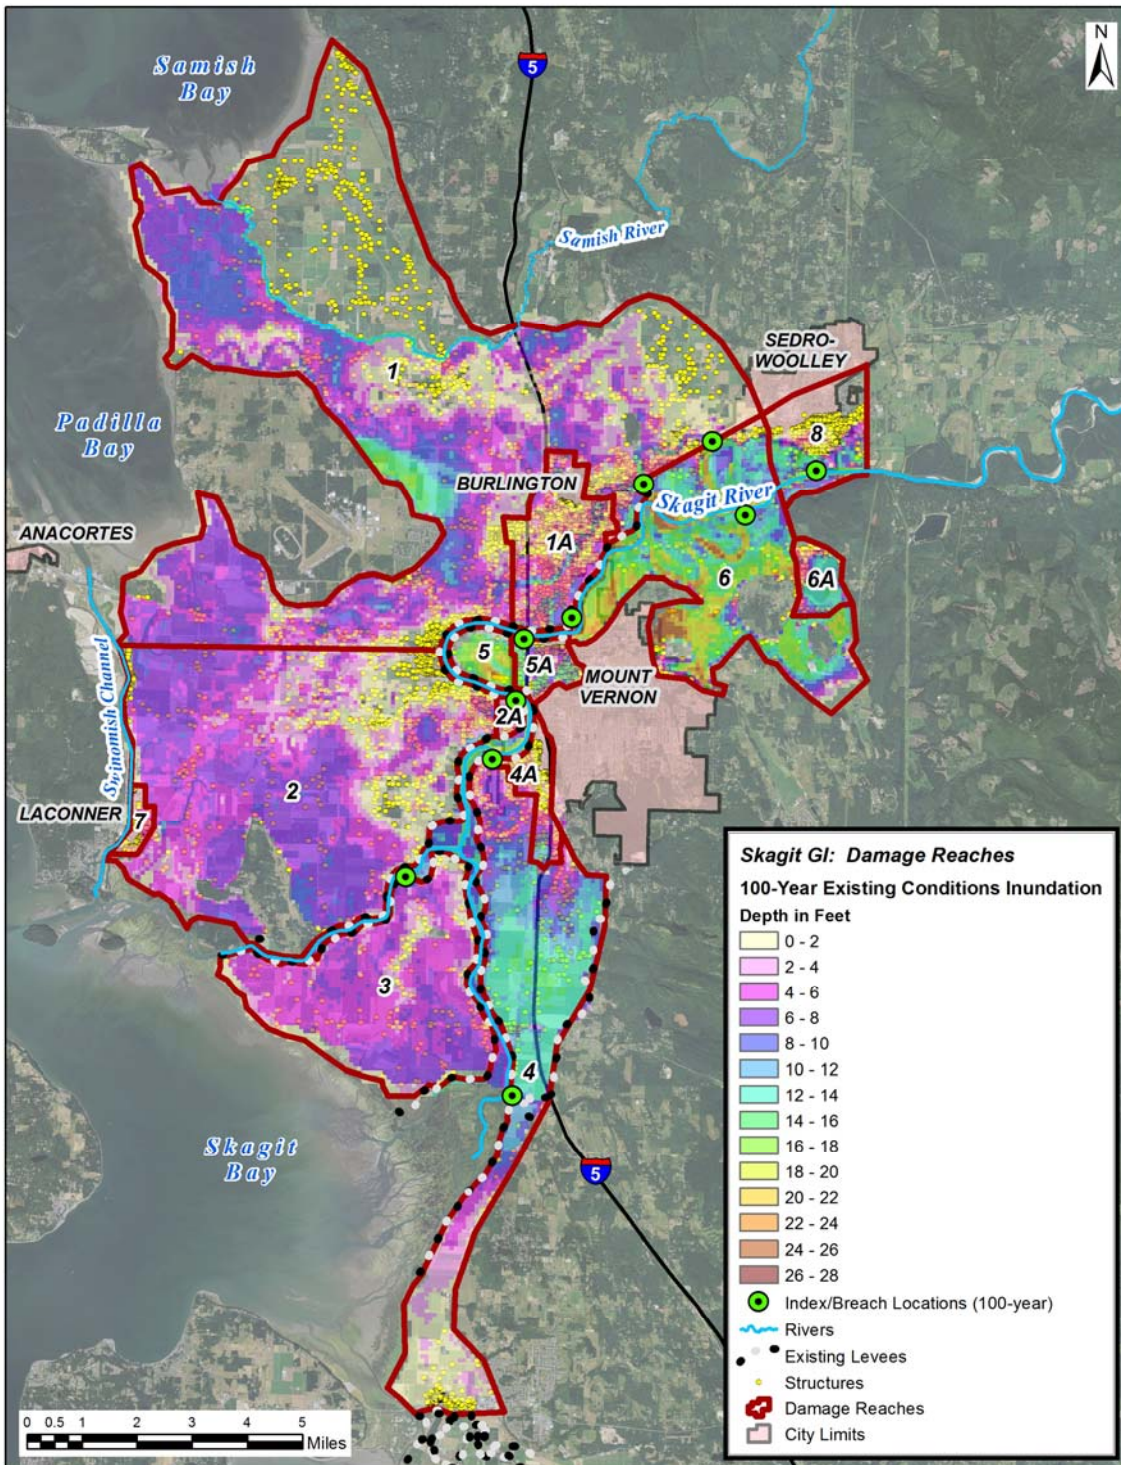 Samish
Bay
5
N
Samish River
SEDRO-
WOOLLEY
1
8
Padilla
Bay
BURLINGTON
Skagit River
ANACORTES
1A
6
6A
5
5A
MOUNT
VERNON
Swinomish Channel
2A
4A
2
LACONNER
7
3
4
Skagit
Bay
5
Skagit GI: Damage Reaches
100-Year Existing Conditions Inundation
Depth in Feet
0 - 2
2 - 4
4 - 6
6 - 8
8 - 10
10 - 12
12 - 14
14 - 16
16 - 18
18 - 20
20 - 22
22 - 24
24 - 26
26 - 28
Index/Breach Locations (100-year)
Rivers
Existing Levees
Structures
Damage Reaches
City Limits
0 0.5 1 2 3 4 5
Miles